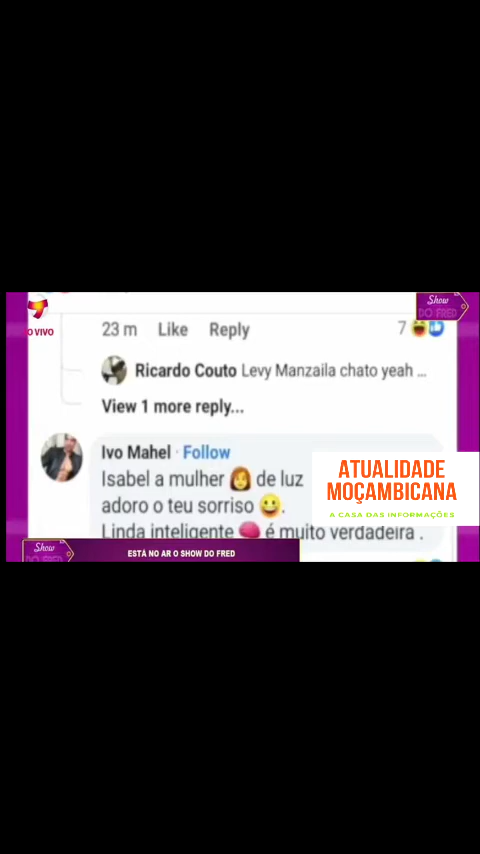 Show
DO FRED
O VIVO
23 m Like Reply
7
Ricardo Couto Levy Manzaila chato yeah ...
View 1 more reply...
Ivo Mahel · Follow
Isabel a mulher 👩 de luz
adoro o teu sorriso 😀.
Linda inteligente 🧠 é muito verdadeira .
ATUALIDADE
MOÇAMBICANA
A CASA DAS INFORMAÇÕES
Show
DO FRED
ESTÁ NO AR O SHOW DO FRED